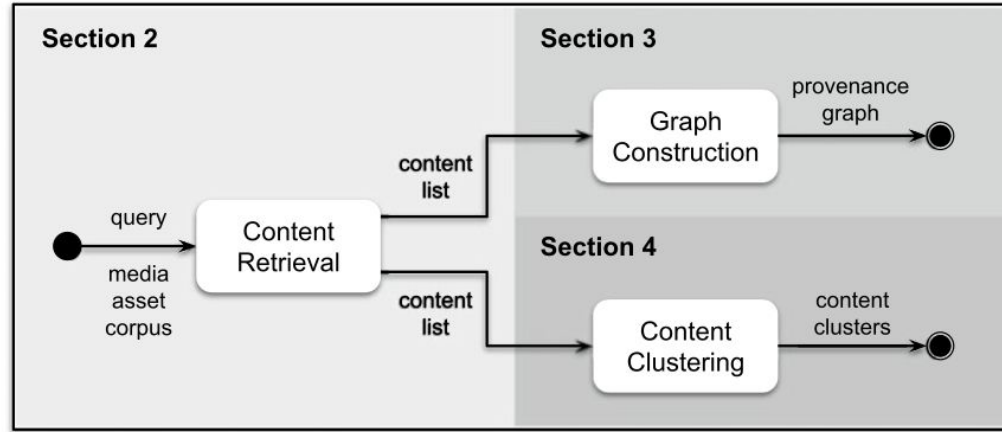 Section 2
query
media
asset
corpus
Content
Retrieval
content
list
content
list
Section 3
Graph
Construction
provenance
graph
Section 4
Content
Clustering
content
clusters